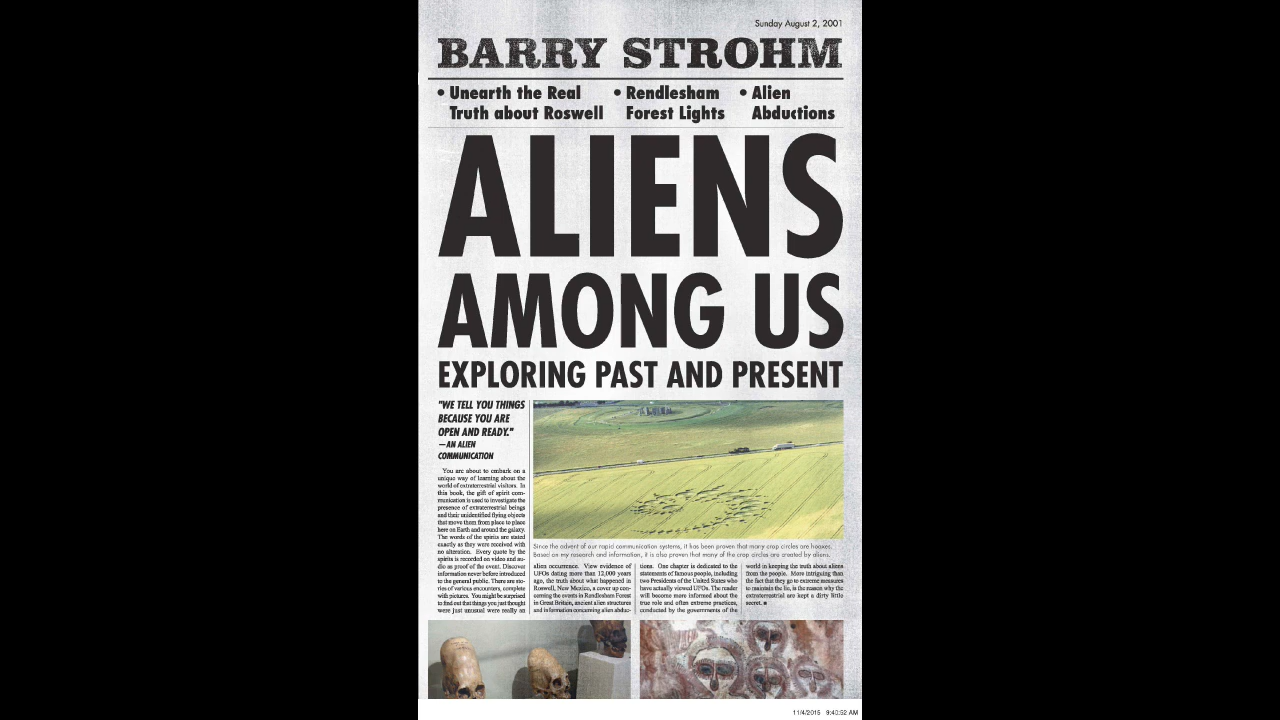 Sunday August 2, 2001
BARRY STROHM
• Unearth the Real
Truth about Roswell
• Rendlesham
Forest Lights
• Alien
Abductions
ALIENS
AMONG US
EXPLORING PAST AND PRESENT
"WE TELL YOU THINGS
BECAUSE YOU ARE
OPEN AND READY."
—AN ALIEN
COMMUNICATION
You are about to embark on a
unique way of learning about the
world of extraterrestrial visitors. In
this book, the gift of spirit com-
munication is used to investigate the
presence of extraterrestrial beings
and their unidentified flying objects
that move them from place to place
here on Earth and around the galaxy.
The words of the spirits are stated
exactly as they were received with
no alteration. Every quote by the
spirits is recorded on video and au-
dio as proof of the event. Discover
information never before introduced
to the general public. There are sto-
ries of various encounters, complete
with pictures. You might be surprised
to find out that things you just thought
were just unusual were really an
Since the advent of our rapid communication systems, it has been proven that many crop circles are hoaxes.
Based on my research and information, it is also proven that many of the crop circles are created by aliens.
alien occurrence. View evidence of
UFOs dating more than 12,000 years
ago, the truth about what happened in
Roswell, New Mexico, a cover up con-
cerning the events in Rendlesham Forest
in Great Britain, ancient alien structures
and information concerning alien abduc-
tions. One chapter is dedicated to the
statements of famous people, including
two Presidents of the United States who
have actually viewed UFOs. The reader
will become more informed about the
true role and often extreme practices,
conducted by the governments of the
world in keeping the truth about aliens
from the people. More intriguing than
the fact that they go to extreme measures
to maintain the lie, is the reason why the
extraterrestrial are kept a dirty little
secret. ■
11/4/2015 9:40:52 AM